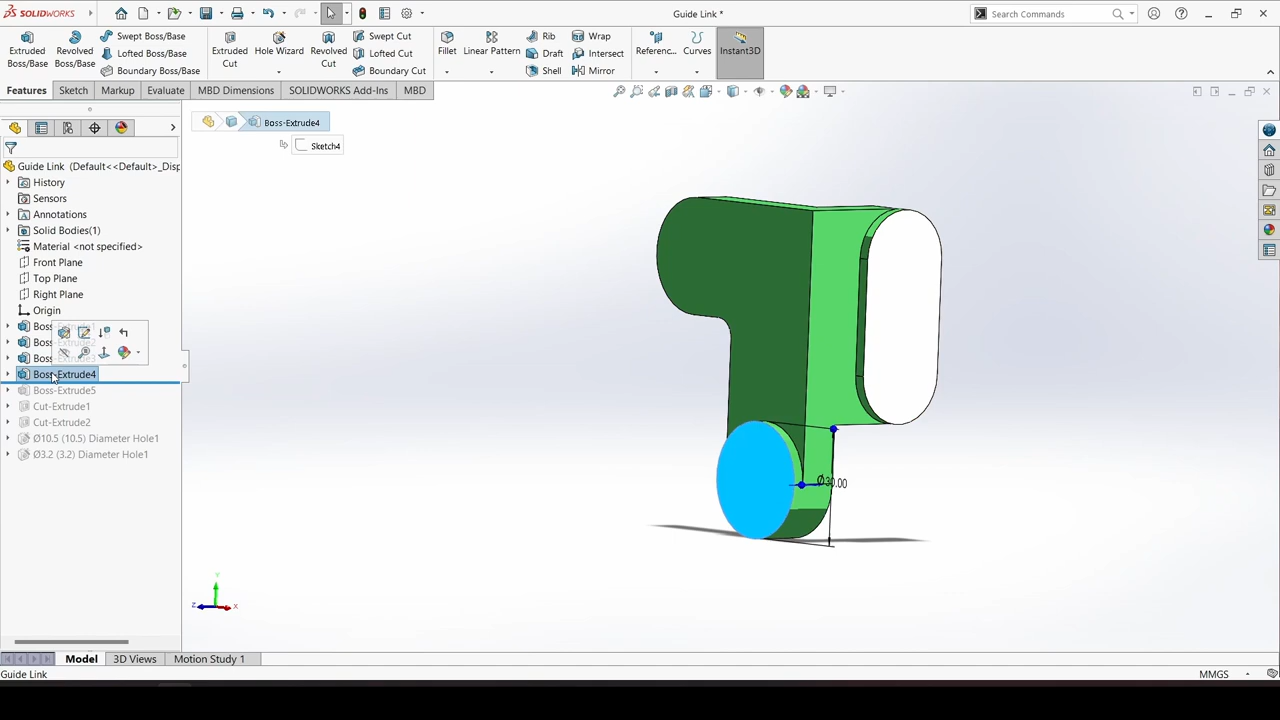 SOLIDWORKS
Guide Link *
Search Commands
Extruded Boss/Base
Revolved Boss/Base
Swept Boss/Base
Lofted Boss/Base
Boundary Boss/Base
Extruded Cut
Hole Wizard
Revolved Cut
Swept Cut
Lofted Cut
Boundary Cut
Fillet
Linear Pattern
Rib
Draft
Shell
Wrap
Intersect
Mirror
Referenc...
Curves
Instant3D
Features
Sketch
Markup
Evaluate
MBD Dimensions
SOLIDWORKS Add-Ins
MBD
Boss-Extrude4
Sketch4
Guide Link (Default<<Default>_Disp
History
Sensors
Annotations
Solid Bodies(1)
Material <not specified>
Front Plane
Top Plane
Right Plane
Origin
Boss-Extrude4
Boss-Extrude5
Cut-Extrude1
Cut-Extrude2
Ø10.5 (10.5) Diameter Hole1
Ø3.2 (3.2) Diameter Hole1
Ø30.00
Y
Z
X
Model
3D Views
Motion Study 1
Guide Link
MMGS